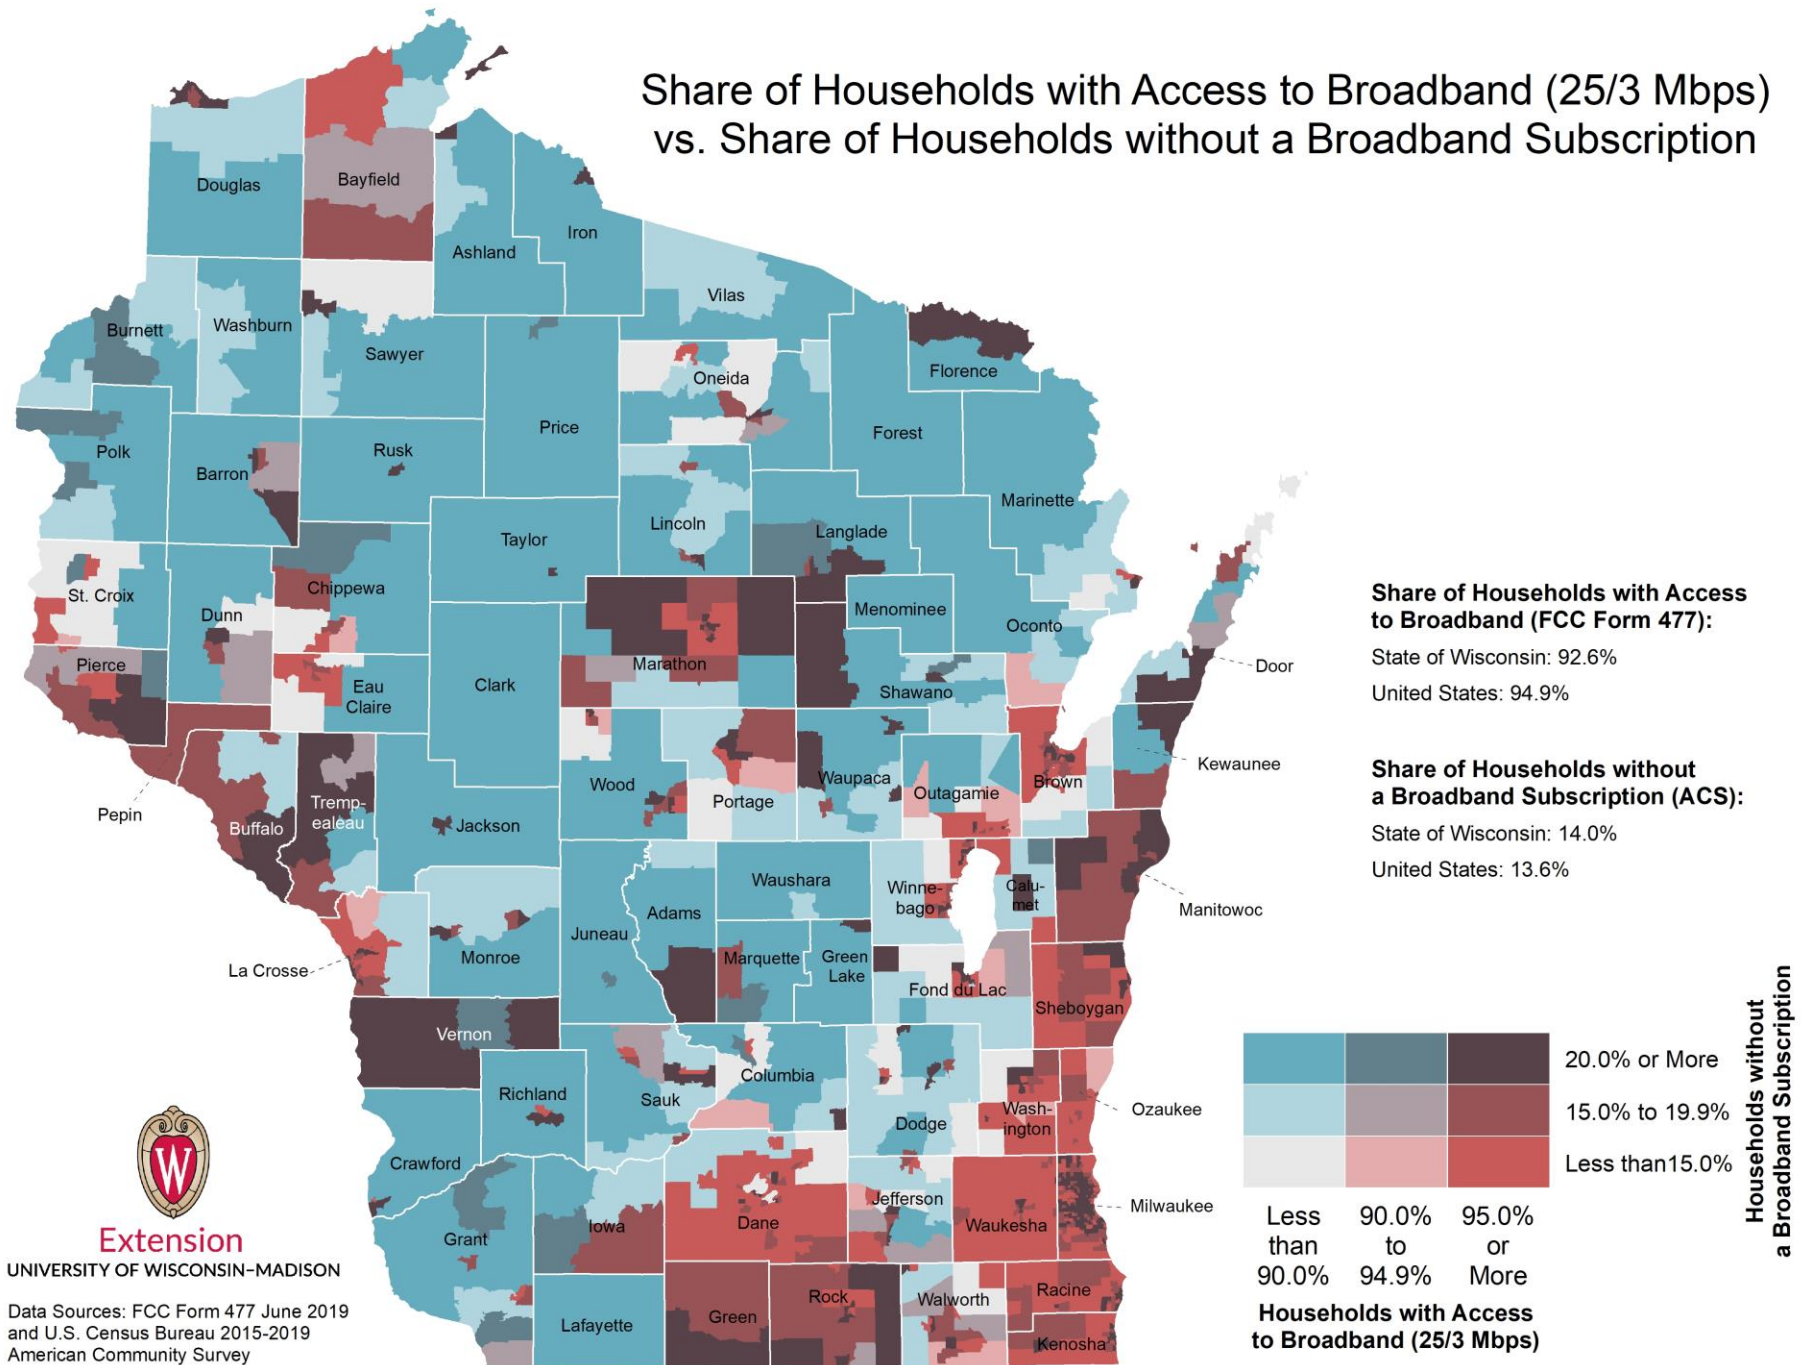 Share of Households with Access to Broadband (25/3 Mbps)
vs. Share of Households without a Broadband Subscription
Douglas
Bayfield
Ashland
Iron
Vilas
Burnett
Washburn
Sawyer
Oneida
Florence
Price
Forest
Polk
Barron
Rusk
Marinette
Lincoln
Langlade
Taylor
Chippewa
St. Croix
Dunn
Menominee
Oconto
Pierce
Marathon
Door
Eau
Claire
Clark
Shawano
Kewaunee
Wood
Waupaca
Brown
Outagamie
Portage
Pepin
Buffalo
Tremp-
ealeau
Jackson
Waushara
Winne-
bago
Calu-
met
Manitowoc
Adams
Juneau
Monroe
Marquette
Green
Lake
La Crosse
Fond du Lac
Sheboygan
Vernon
Columbia
Richland
Sauk
Dodge
Wash-
ington
Ozaukee
Crawford
Jefferson
Milwaukee
Grant
Iowa
Dane
Waukesha
Lafayette
Green
Rock
Walworth
Racine
Kenosha
Share of Households with Access
to Broadband (FCC Form 477):
State of Wisconsin: 92.6%
United States: 94.9%
Share of Households without
a Broadband Subscription (ACS):
State of Wisconsin: 14.0%
United States: 13.6%
20.0% or More
15.0% to 19.9%
Less than15.0%
Households without
a Broadband Subscription
Less
than
90.0%
90.0%
to
94.9%
95.0%
or
More
Households with Access
to Broadband (25/3 Mbps)
W
Extension
UNIVERSITY OF WISCONSIN–MADISON
Data Sources: FCC Form 477 June 2019
and U.S. Census Bureau 2015-2019
American Community Survey